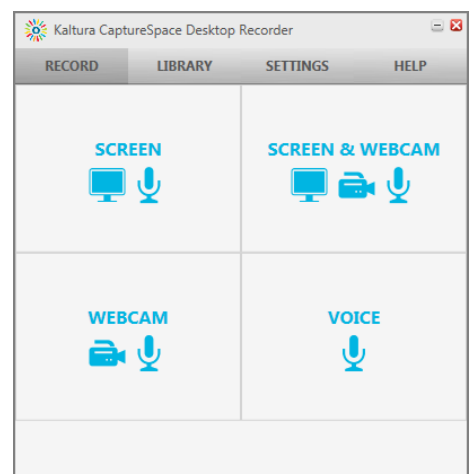 Kaltura CaptureSpace Desktop Recorder
RECORD LIBRARY SETTINGS HELP
SCREEN SCREEN & WEBCAM
WEBCAM VOICE